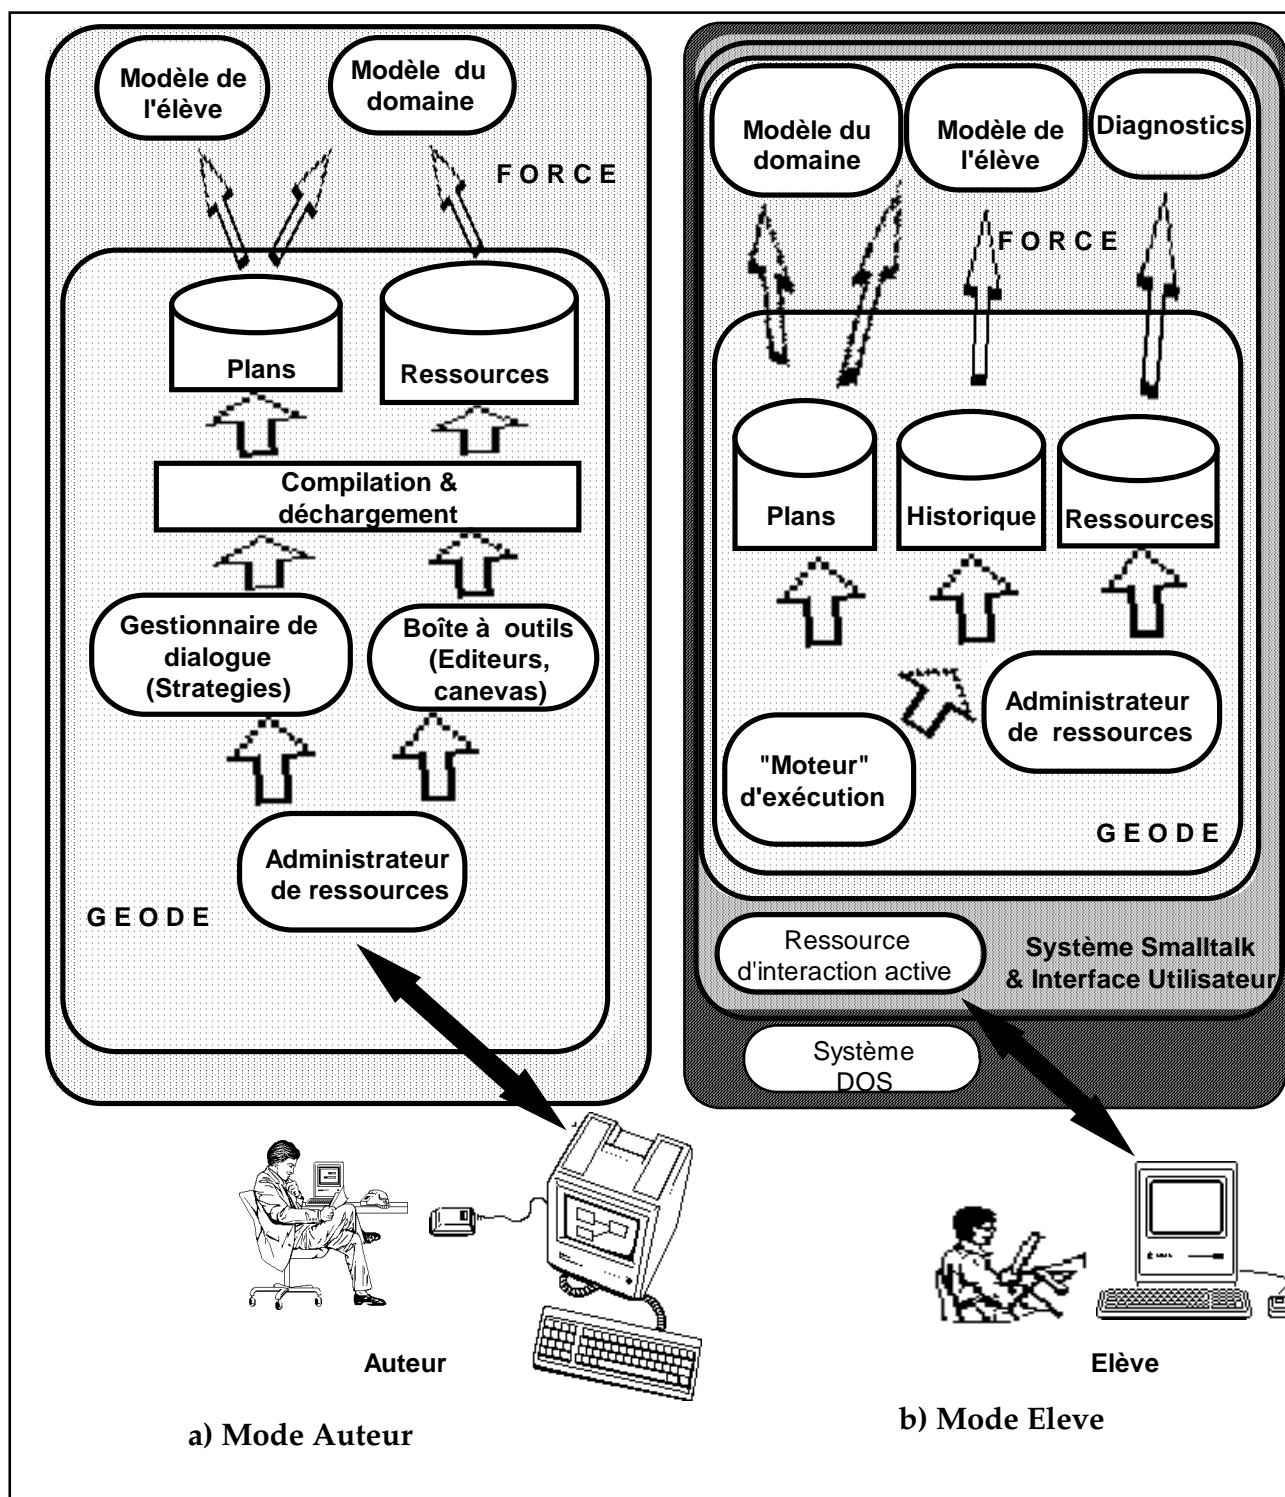 Modèle de
l'élève
Modèle du
domaine
F O R C E
Plans
Ressources
Compilation &
déchargement
Gestionnaire de
dialogue
(Strategies)
Boîte à outils
(Editeurs,
canevas)
Administrateur
de ressources
G E O D E
Auteur
a) Mode Auteur
Modèle du
domaine
Modèle de
l'élève
Diagnostics
F O R C E
Plans
Historique
Ressources
Administrateur
de ressources
"Moteur"
d'exécution
G E O D E
Ressource
d'interaction active
Système Smalltalk
& Interface Utilisateur
Système
DOS
Elève
b) Mode Eleve